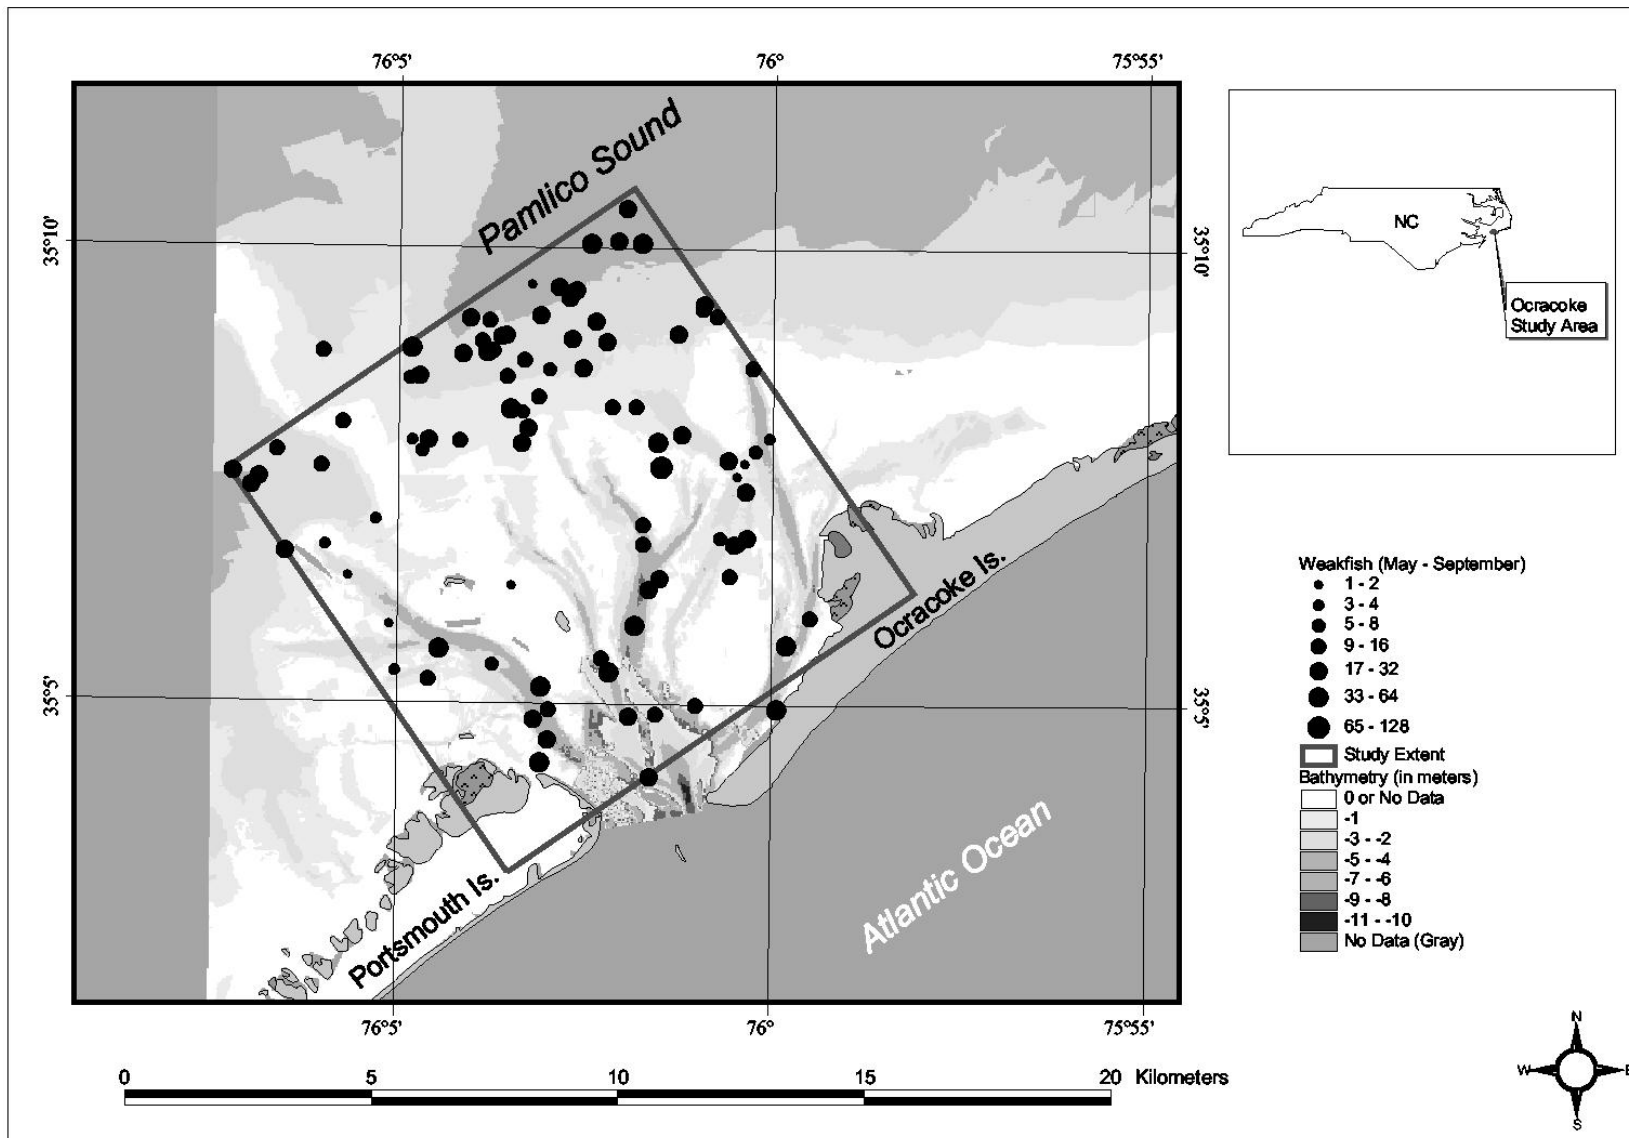 76°5'
76°
75°55'
Pamlico Sound
35°10'
35°10'
NC
Ocracoke
Study Area
Weakfish (May - September)
1 - 2
3 - 4
5 - 8
9 - 16
17 - 32
33 - 64
65 - 128
Study Extent
Bathymetry (in meters)
0 or No Data
-1
-3 - -2
-5 - -4
-7 - -6
-9 - -8
-11 - -10
No Data (Gray)
Ocracoke Is.
35°5'
35°5'
Atlantic Ocean
Portsmouth Is.
76°5'
76°
75°55'
0
5
10
15
20 Kilometers
N
W
E
S